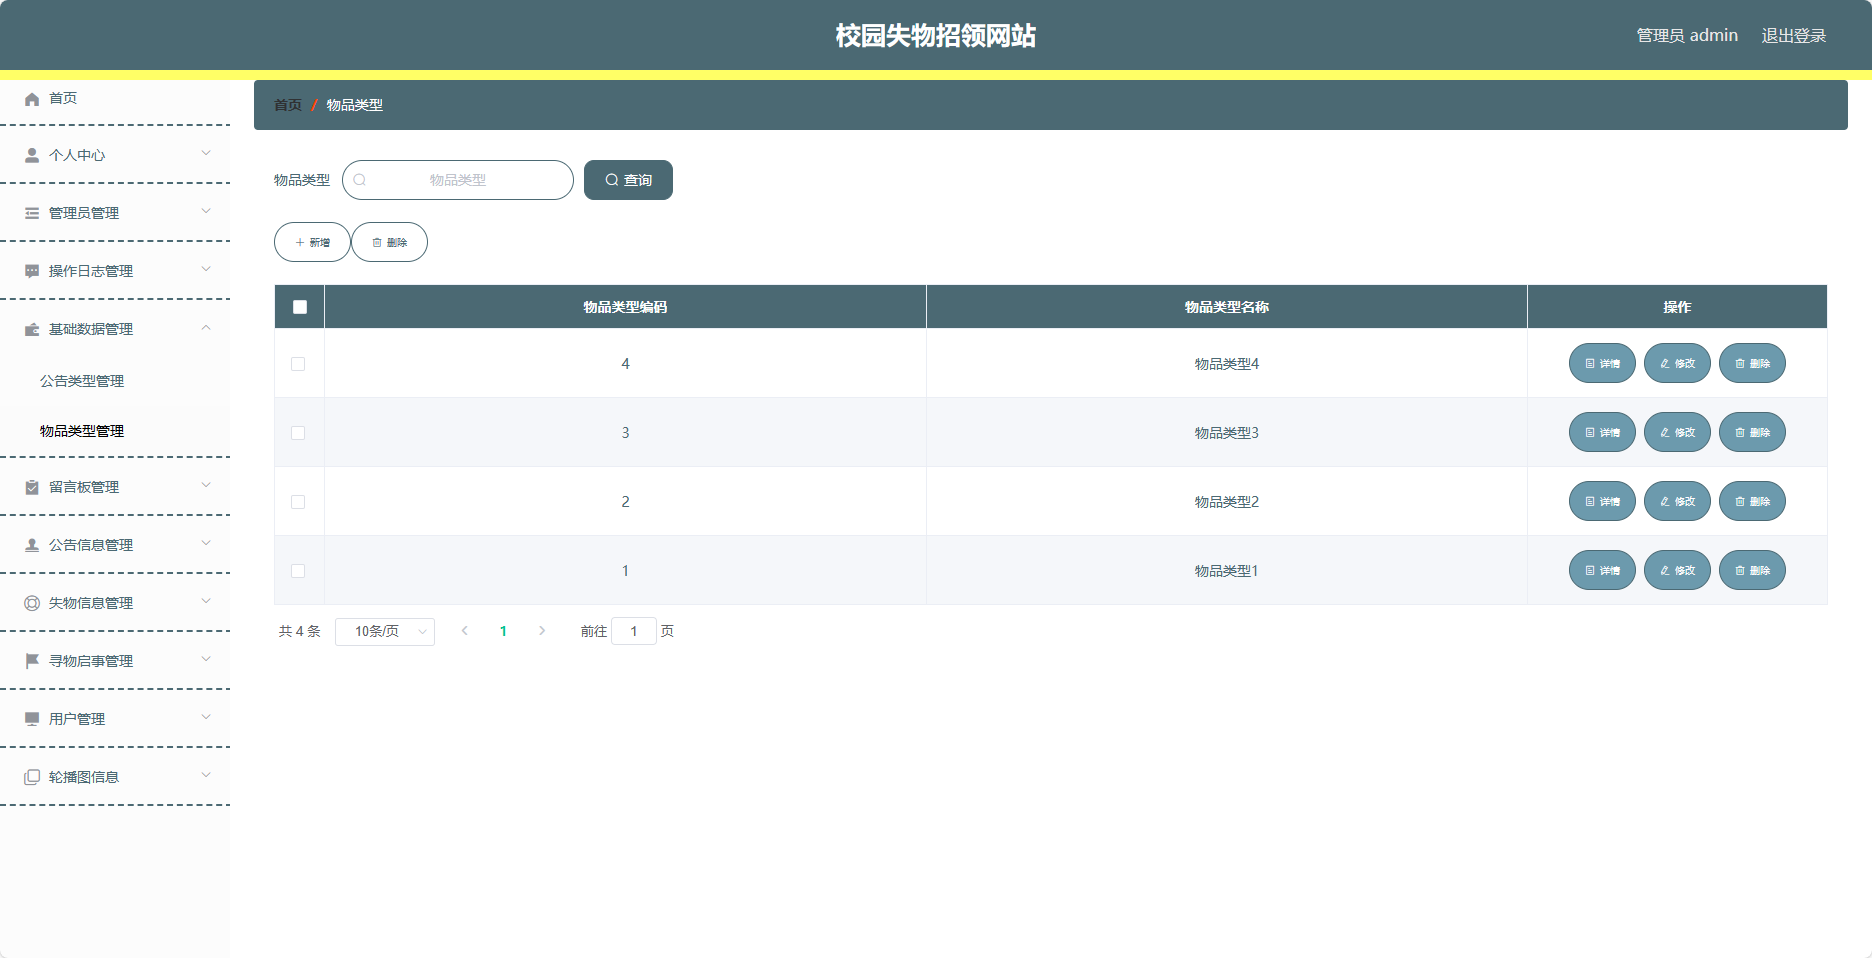 校园失物招领网站
管理员 admin 退出登录
首页
个人中心
管理员管理
操作日志管理
基础数据管理
公告类型管理
物品类型管理
留言板管理
公告信息管理
失物信息管理
寻物启事管理
用户管理
轮播图信息
首页 / 物品类型
物品类型 物品类型 查询
新增 删除
物品类型编码 物品类型名称 操作
4 物品类型4 详情 修改 删除
3 物品类型3 详情 修改 删除
2 物品类型2 详情 修改 删除
1 物品类型1 详情 修改 删除
共 4 条 10条/页 1 前往 1 页